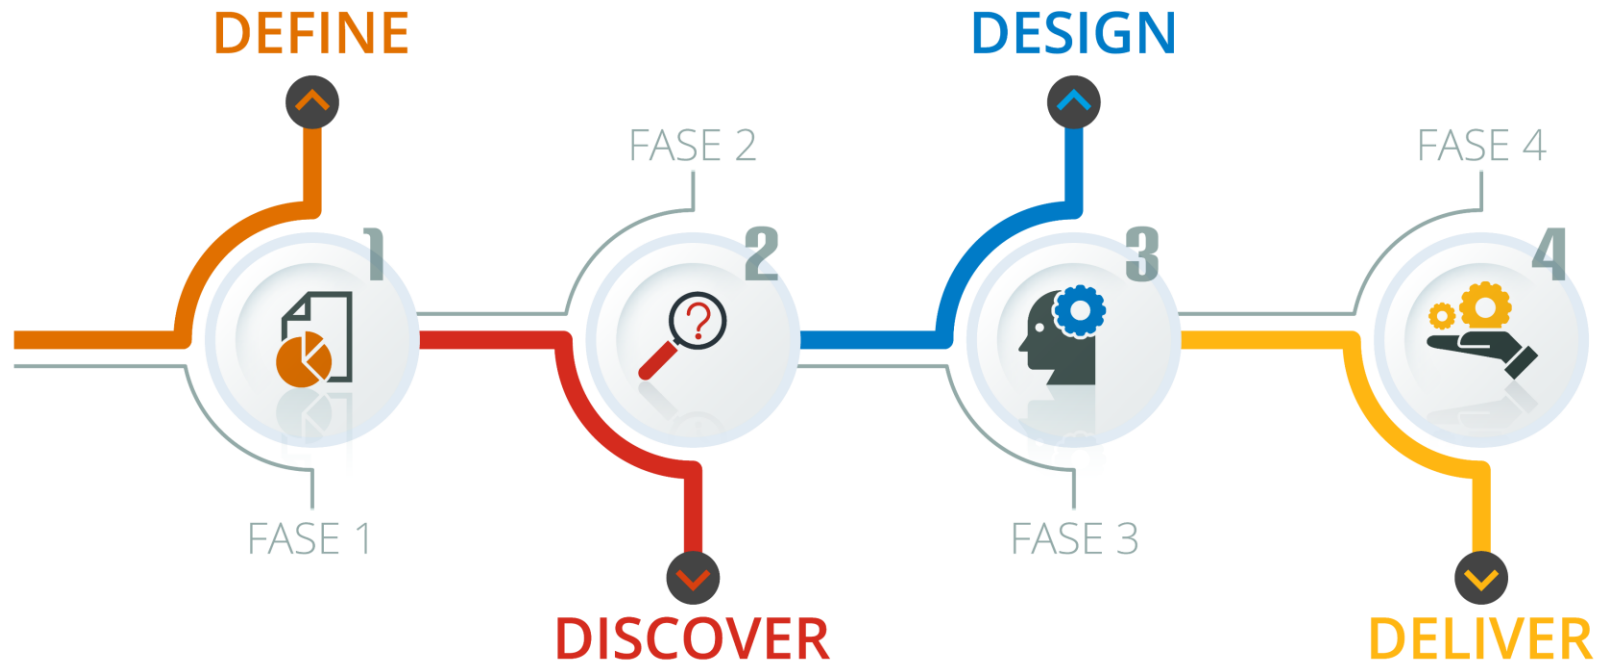 DEFINE
1
FASE 1
FASE 2
2
?
DISCOVER
DESIGN
3
FASE 3
FASE 4
4
DELIVER